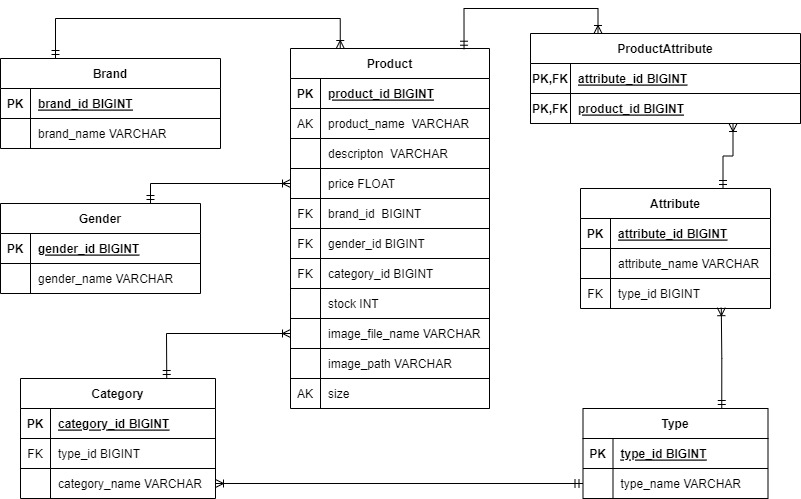 Brand
PK brand_id BIGINT
brand_name VARCHAR
Gender
PK gender_id BIGINT
gender_name VARCHAR
Category
PK category_id BIGINT
FK type_id BIGINT
category_name VARCHAR
Product
PK product_id BIGINT
AK product_name VARCHAR
descripton VARCHAR
price FLOAT
FK brand_id BIGINT
FK gender_id BIGINT
FK category_id BIGINT
stock INT
image_file_name VARCHAR
image_path VARCHAR
AK size
ProductAttribute
PK,FK attribute_id BIGINT
PK,FK product_id BIGINT
Attribute
PK attribute_id BIGINT
attribute_name VARCHAR
FK type_id BIGINT
Type
PK type_id BIGINT
type_name VARCHAR